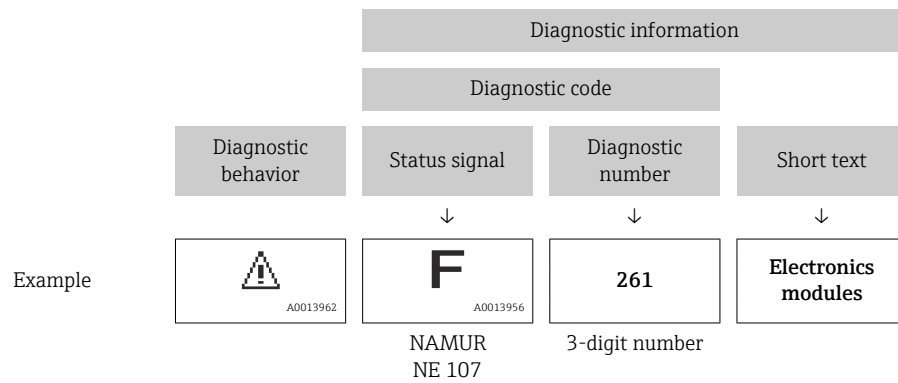 Diagnostic information
Diagnostic code
Diagnostic
behavior
Status signal
Diagnostic
number
Short text
↓ ↓ ↓
Example
A0013962
F
A0013956
261
Electronics
modules
NAMUR
NE 107
3-digit number